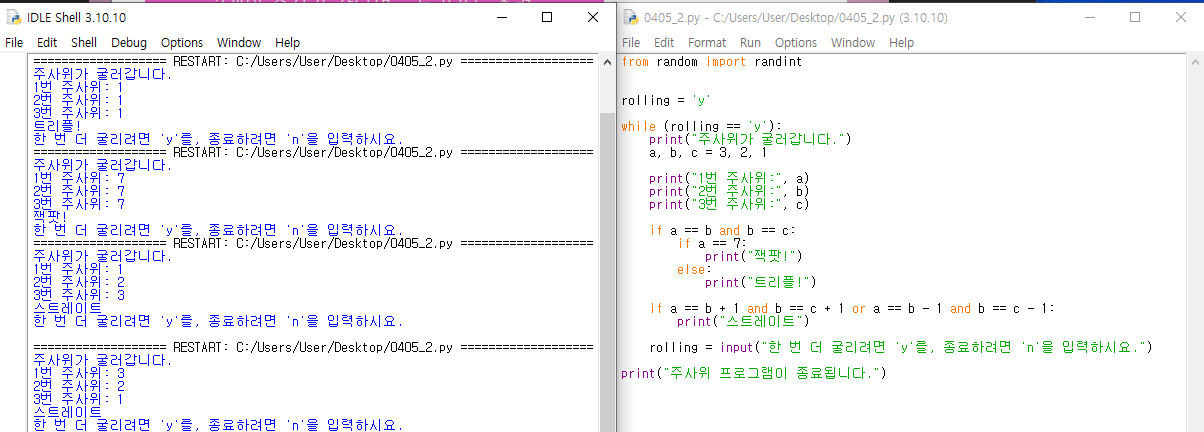 IDLE Shell 3.10.10
File Edit Shell Debug Options Window Help
=================== RESTART: C:/Users/User/Desktop/0405_2.py ===================
주사위가 굴러갑니다.
1번 주사위: 1
2번 주사위: 1
3번 주사위: 1
트리플!
한 번 더 굴리려면 'y'를, 종료하려면 'n'을 입력하시요.
=================== RESTART: C:/Users/User/Desktop/0405_2.py ===================
주사위가 굴러갑니다.
1번 주사위: 7
2번 주사위: 7
3번 주사위: 7
잭팟!
한 번 더 굴리려면 'y'를, 종료하려면 'n'을 입력하시요.
=================== RESTART: C:/Users/User/Desktop/0405_2.py ===================
주사위가 굴러갑니다.
1번 주사위: 1
2번 주사위: 2
3번 주사위: 3
스트레이트
한 번 더 굴리려면 'y'를, 종료하려면 'n'을 입력하시요.
=================== RESTART: C:/Users/User/Desktop/0405_2.py ===================
주사위가 굴러갑니다.
1번 주사위: 3
2번 주사위: 2
3번 주사위: 1
스트레이트
한 번 더 굴리려면 'y'를, 종료하려면 'n'을 입력하시요.
0405_2.py - C:/Users/User/Desktop/0405_2.py (3.10.10)
File Edit Format Run Options Window Help
from random import randint
rolling = 'y'
while (rolling == 'y'):
    print("주사위가 굴러갑니다.")
    a, b, c = 3, 2, 1
    print("1번 주사위:", a)
    print("2번 주사위:", b)
    print("3번 주사위:", c)
    if a == b and b == c:
        if a == 7:
            print("잭팟!")
        else:
            print("트리플!")
    if a == b + 1 and b == c + 1 or a == b - 1 and b == c - 1:
        print("스트레이트")
    rolling = input("한 번 더 굴리려면 'y'를, 종료하려면 'n'을 입력하시요.")
print("주사위 프로그램이 종료됩니다.")